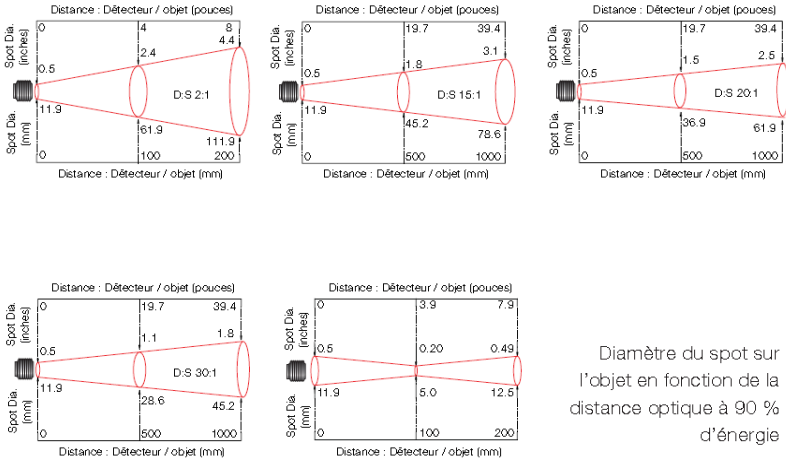 Distance : Détecteur / objet (pouces)
0 4 8
Spot Dia. (inches)
0.5 2.4 4.4
D:S 2:1
11.9 61.9 111.9
Spot Dia. (mm)
0 100 200
Distance : Détecteur / objet (mm)
Distance : Détecteur / objet (pouces)
0 19.7 39.4
Spot Dia. (inches)
0.5 1.8 3.1
D:S 15:1
11.9 45.2 78.6
Spot Dia. (mm)
0 500 1000
Distance : Détecteur / objet (mm)
Distance : Détecteur / objet (pouces)
0 19.7 39.4
Spot Dia. (inches)
0.5 1.5 2.5
D:S 20:1
11.9 36.9 61.9
Spot Dia. (mm)
0 500 1000
Distance : Détecteur / objet (mm)
Distance : Détecteur / objet (pouces)
0 19.7 39.4
Spot Dia. (inches)
0.5 1.1 1.8
D:S 30:1
11.9 28.6 45.2
Spot Dia. (mm)
0 500 1000
Distance : Détecteur / objet (mm)
Distance : Détecteur / objet (pouces)
0 3.9 7.9
Spot Dia. (inches)
0.5 0.20 0.49
11.9 5.0 12.5
Spot Dia. (mm)
0 100 200
Distance : Détecteur / objet (mm)
Diamètre du spot sur
l'objet en fonction de la
distance optique à 90 %
d'énergie